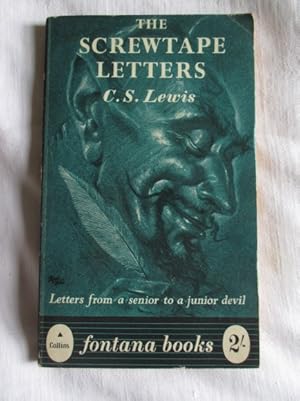 THE
SCREWTAPE
LETTERS
C.S. Lewis
Letters from a senior to a junior devil
Collins
fontana books
2/-